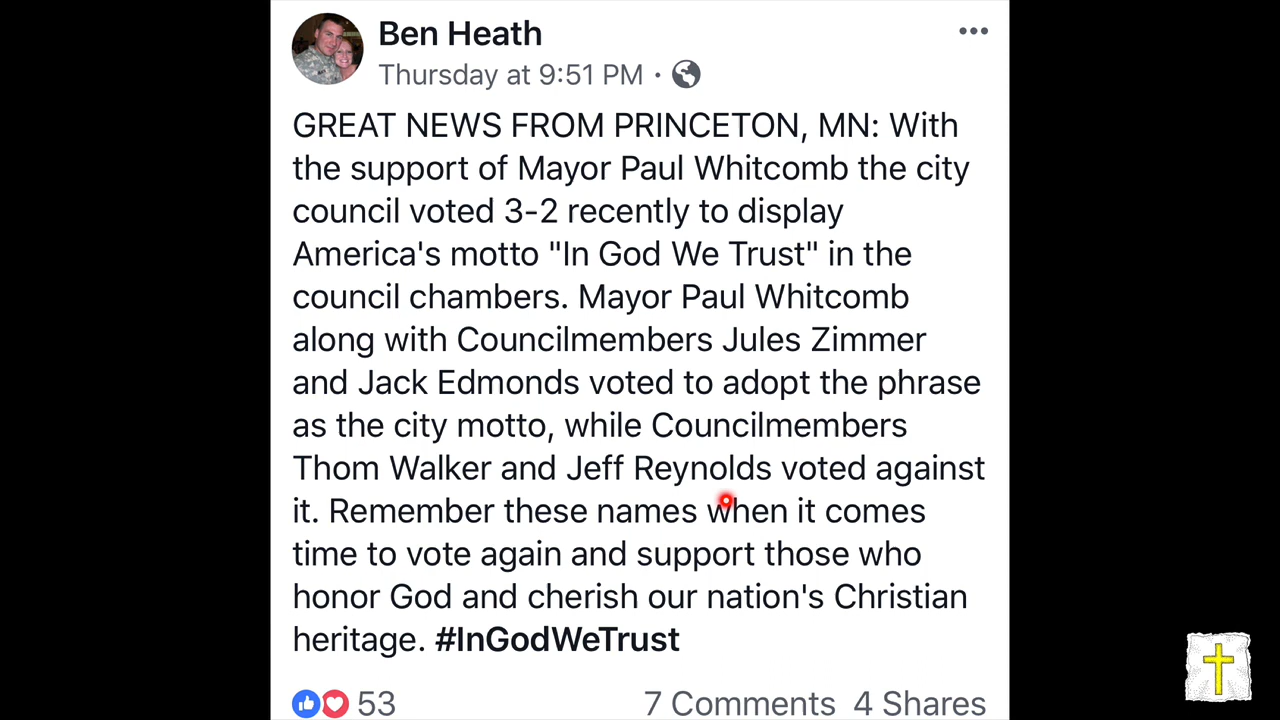 Ben Heath
Thursday at 9:51 PM ·
GREAT NEWS FROM PRINCETON, MN: With
the support of Mayor Paul Whitcomb the city
council voted 3-2 recently to display
America's motto "In God We Trust" in the
council chambers. Mayor Paul Whitcomb
along with Councilmembers Jules Zimmer
and Jack Edmonds voted to adopt the phrase
as the city motto, while Councilmembers
Thom Walker and Jeff Reynolds voted against
it. Remember these names when it comes
time to vote again and support those who
honor God and cherish our nation's Christian
heritage. #InGodWeTrust
53 7 Comments 4 Shares